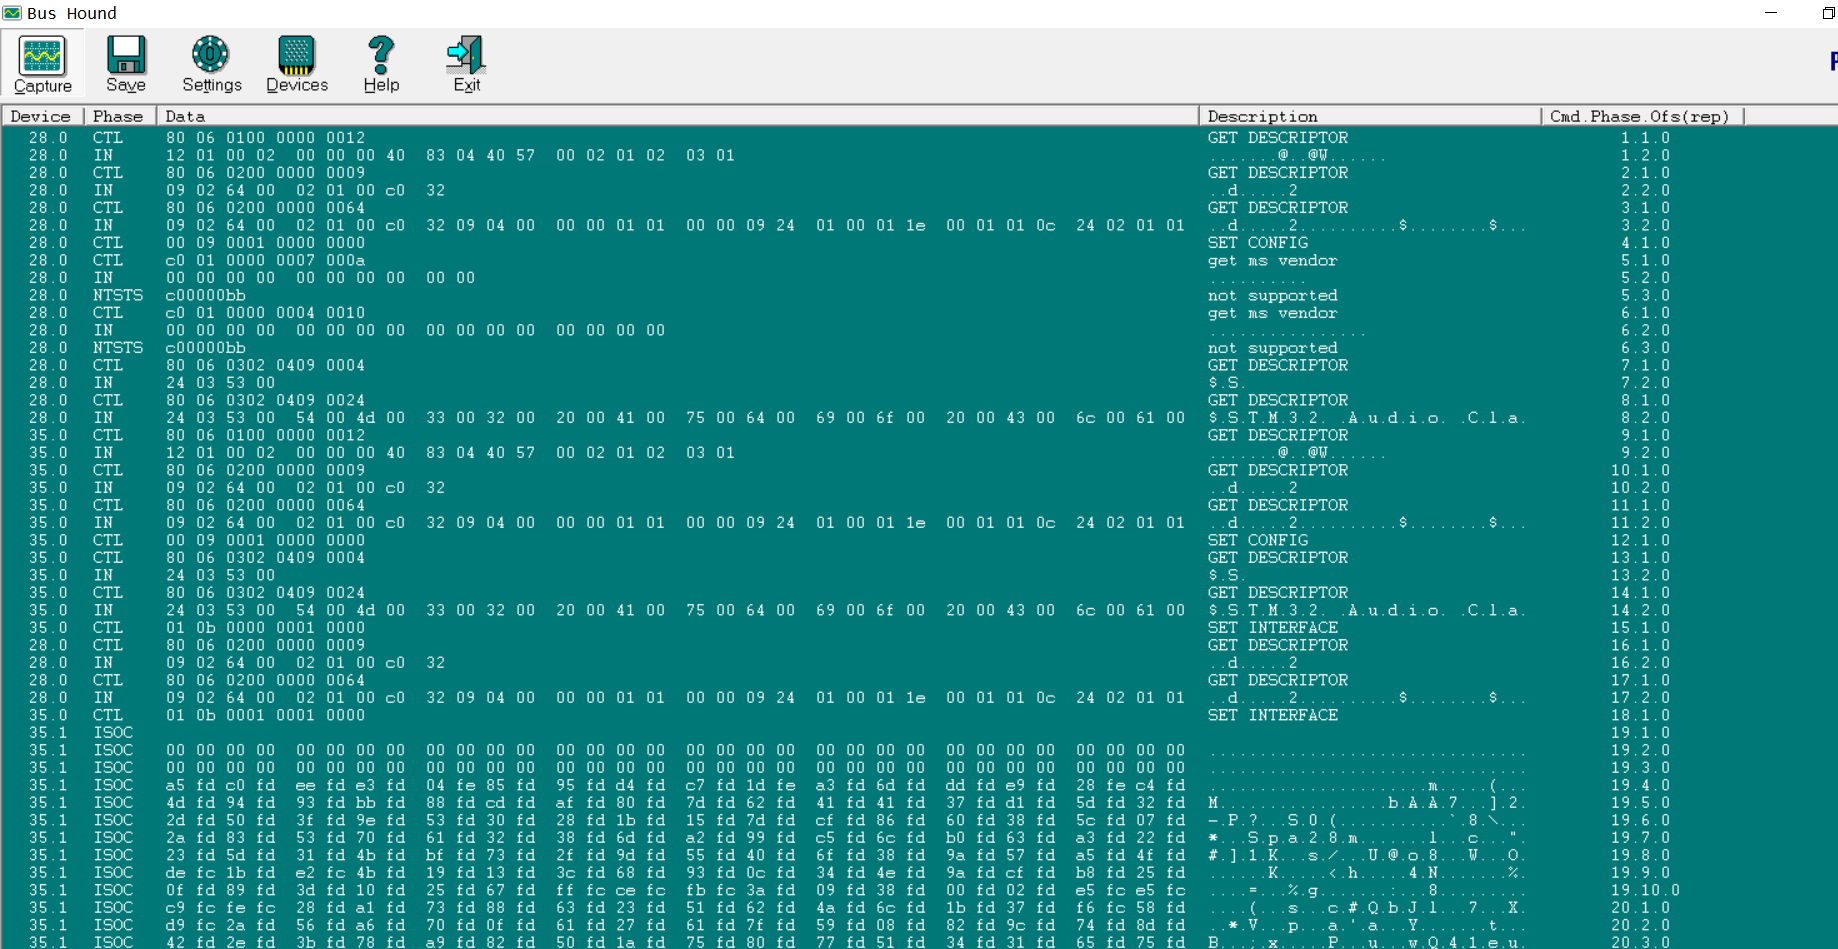 Bus Hound
Capture Save Settings Devices Help Exit
Device Phase Data Description Cmd.Phase.Ofs(rep)
28.0 CTL 80 06 0100 0000 0012 GET DESCRIPTOR 1.1.0
28.0 IN 12 01 00 02 00 00 00 40 83 04 40 57 00 02 01 02 03 01 .......@..@W...... 1.2.0
28.0 CTL 80 06 0200 0000 0009 GET DESCRIPTOR 2.1.0
28.0 IN 09 02 64 00 02 01 00 c0 32 ..d.....2 2.2.0
28.0 CTL 80 06 0200 0000 0064 GET DESCRIPTOR 3.1.0
28.0 IN 09 02 64 00 02 01 00 c0 32 09 04 00 00 00 01 01 00 00 09 24 01 00 01 1e 00 01 01 0c 24 02 01 01 ..d.....2..........$........$... 3.2.0
28.0 CTL 00 09 0001 0000 0000 SET CONFIG 4.1.0
28.0 CTL c0 01 0000 0007 000a get ms vendor 5.1.0
28.0 IN 00 00 00 00 00 00 00 00 00 00 .......... 5.2.0
28.0 NTSTS c00000bb not supported 5.3.0
28.0 CTL c0 01 0000 0004 0010 get ms vendor 6.1.0
28.0 IN 00 00 00 00 00 00 00 00 00 00 00 00 00 00 00 00 ................ 6.2.0
28.0 NTSTS c00000bb not supported 6.3.0
28.0 CTL 80 06 0302 0409 0004 GET DESCRIPTOR 7.1.0
28.0 IN 24 03 53 00 $.S. 7.2.0
28.0 CTL 80 06 0302 0409 0024 GET DESCRIPTOR 8.1.0
28.0 IN 24 03 53 00 54 00 4d 00 33 00 32 00 20 00 41 00 75 00 64 00 69 00 6f 00 20 00 43 00 6c 00 61 00 $.S.T.M.3.2. .A.u.d.i.o. .C.l.a. 8.2.0
35.0 CTL 80 06 0100 0000 0012 GET DESCRIPTOR 9.1.0
35.0 IN 12 01 00 02 00 00 00 40 83 04 40 57 00 02 01 02 03 01 .......@..@W...... 9.2.0
35.0 CTL 80 06 0200 0000 0009 GET DESCRIPTOR 10.1.0
35.0 IN 09 02 64 00 02 01 00 c0 32 ..d.....2 10.2.0
35.0 CTL 80 06 0200 0000 0064 GET DESCRIPTOR 11.1.0
35.0 IN 09 02 64 00 02 01 00 c0 32 09 04 00 00 00 01 01 00 00 09 24 01 00 01 1e 00 01 01 0c 24 02 01 01 ..d.....2..........$........$... 11.2.0
35.0 CTL 00 09 0001 0000 0000 SET CONFIG 12.1.0
35.0 CTL 80 06 0302 0409 0004 GET DESCRIPTOR 13.1.0
35.0 IN 24 03 53 00 $.S. 13.2.0
35.0 CTL 80 06 0302 0409 0024 GET DESCRIPTOR 14.1.0
35.0 IN 24 03 53 00 54 00 4d 00 33 00 32 00 20 00 41 00 75 00 64 00 69 00 6f 00 20 00 43 00 6c 00 61 00 $.S.T.M.3.2. .A.u.d.i.o. .C.l.a. 14.2.0
35.0 CTL 01 0b 0000 0001 0000 SET INTERFACE 15.1.0
28.0 CTL 80 06 0200 0000 0009 GET DESCRIPTOR 16.1.0
28.0 IN 09 02 64 00 02 01 00 c0 32 ..d.....2 16.2.0
28.0 CTL 80 06 0200 0000 0064 GET DESCRIPTOR 17.1.0
28.0 IN 09 02 64 00 02 01 00 c0 32 09 04 00 00 00 01 01 00 00 09 24 01 00 01 1e 00 01 01 0c 24 02 01 01 ..d.....2..........$........$... 17.2.0
35.0 CTL 01 0b 0001 0001 0000 SET INTERFACE 18.1.0
35.1 ISOC 19.1.0
35.1 ISOC 00 00 00 00 00 00 00 00 00 00 00 00 00 00 00 00 00 00 00 00 00 00 00 00 00 00 00 00 00 00 00 00 ................................ 19.2.0
35.1 ISOC 00 00 00 00 00 00 00 00 00 00 00 00 00 00 00 00 00 00 00 00 00 00 00 00 00 00 00 00 00 00 00 00 ................................ 19.3.0
35.1 ISOC a5 fd c0 fd ee fd e3 fd 04 fe 85 fd 95 fd d4 fd c7 fd 1d fe a3 fd 6d fd dd fd e9 fd 28 fe c4 fd ......................m.....(... 19.4.0
35.1 ISOC 4d fd 94 fd 93 fd bb fd 88 fd cd fd af fd 80 fd 7d fd 62 fd 41 fd 41 fd 37 fd d1 fd 5d fd 32 fd M.................b.A.A.7...].2. 19.5.0
35.1 ISOC 2d fd 50 fd 3f fd 9e fd 53 fd 30 fd 28 fd 1b fd 15 fd 7d fd cf fd 86 fd 60 fd 38 fd 5c fd 07 fd -.P.?...S.0.(...........`.8.\... 19.6.0
35.1 ISOC 2a fd 83 fd 53 fd 70 fd 61 fd 32 fd 38 fd 6d fd a2 fd 99 fd c5 fd 6c fd b0 fd 63 fd a3 fd 22 fd *...S.p.a.2.8.m.......l...c...". 19.7.0
35.1 ISOC 23 fd 5d fd 31 fd 4b fd bf fd 73 fd 2f fd 9d fd 55 fd 40 fd 6f fd 38 fd 9a fd 57 fd a5 fd 4f fd #.].1.K...s./...U.@.o.8...W...O. 19.8.0
35.1 ISOC de fc 1b fd e2 fc 4b fd 19 fd 13 fd 3c fd 68 fd 93 fd 0c fd 34 fd 4e fd 9a fd cf fd b8 fd 25 fd ......K.....<.h.....4.N.......%. 19.9.0
35.1 ISOC 0f fd 89 fd 3d fd 10 fd 25 fd 67 fd ff fc ce fc fb fc 3a fd 09 fd 38 fd 00 fd 02 fd e5 fc e5 fc ....=...%.g.......:...8......... 19.10.0
35.1 ISOC c9 fc fe fc 28 fd a1 fd 73 fd 88 fd 63 fd 23 fd 51 fd 62 fd 4a fd 6c fd 1b fd 37 fd f6 fc 58 fd ....(...s...c.#.Q.b.J.l...7...X. 20.1.0
35.1 ISOC d9 fc 2a fd 56 fd a6 fd 70 fd 0f fd 61 fd 27 fd 61 fd 7f fd 59 fd 08 fd 82 fd 9c fd 74 fd 8d fd ..*.V...p...a.'.a...Y.......t... 20.2.0
35.1 ISOC 42 fd 2e fd 3b fd 78 fd a9 fd 82 fd 50 fd 1a fd 75 fd 80 fd 77 fd 51 fd 34 fd 31 fd 65 fd 75 fd B...;.x.....P...u...w.Q.4.1.e.u. 20.3.0